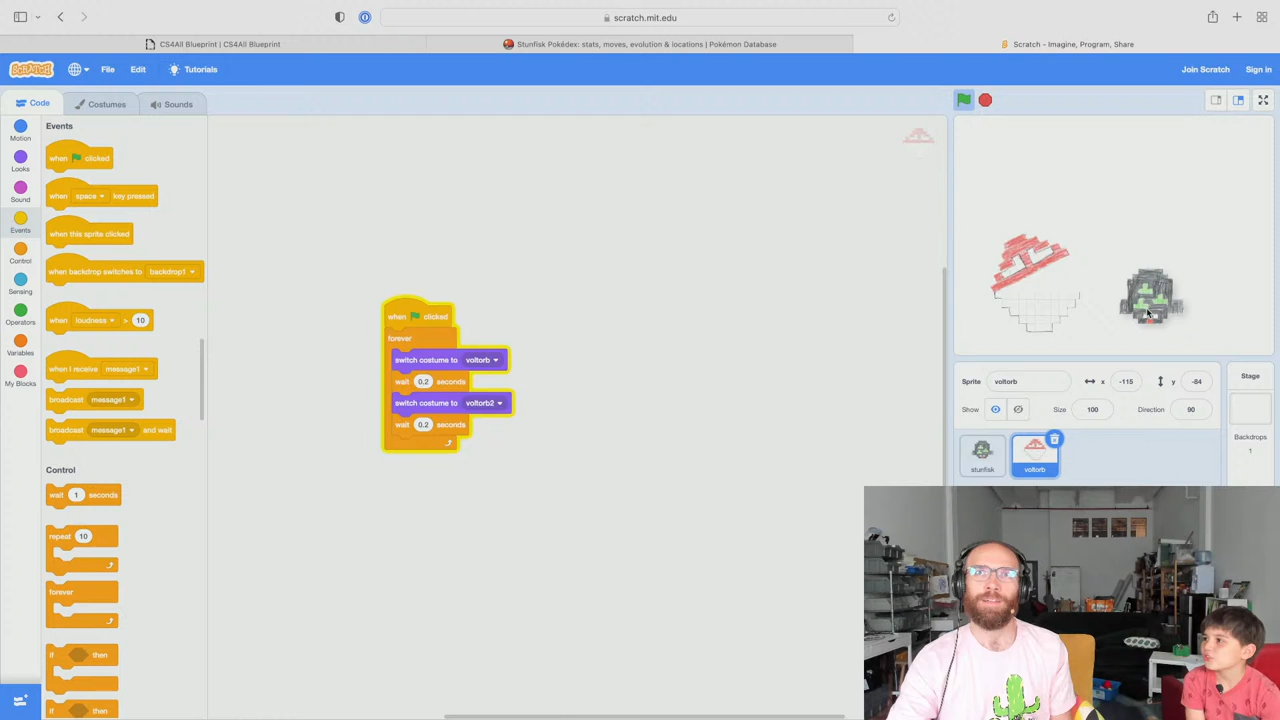 scratch.mit.edu
CS4All Blueprint | CS4All Blueprint
Stunfisk Pokédex: stats, moves, evolution & locations | Pokémon Database
Scratch - Imagine, Program, Share
SCRATCH
File
Edit
Tutorials
Join Scratch
Sign in
Code
Costumes
Sounds
Motion
Looks
Sound
Events
Control
Sensing
Operators
Variables
My Blocks
Events
when clicked
when space key pressed
when this sprite clicked
when backdrop switches to backdrop1
when loudness > 10
when I receive message1
broadcast message1
broadcast message1 and wait
Control
wait 1 seconds
repeat 10
forever
if then
if then
when clicked
forever
switch costume to voltorb
wait 0.2 seconds
switch costume to voltorb2
wait 0.2 seconds
Sprite voltorb x -115 y -84
Show Size 100 Direction 90
stunfisk
voltorb
Stage
Backdrops
1